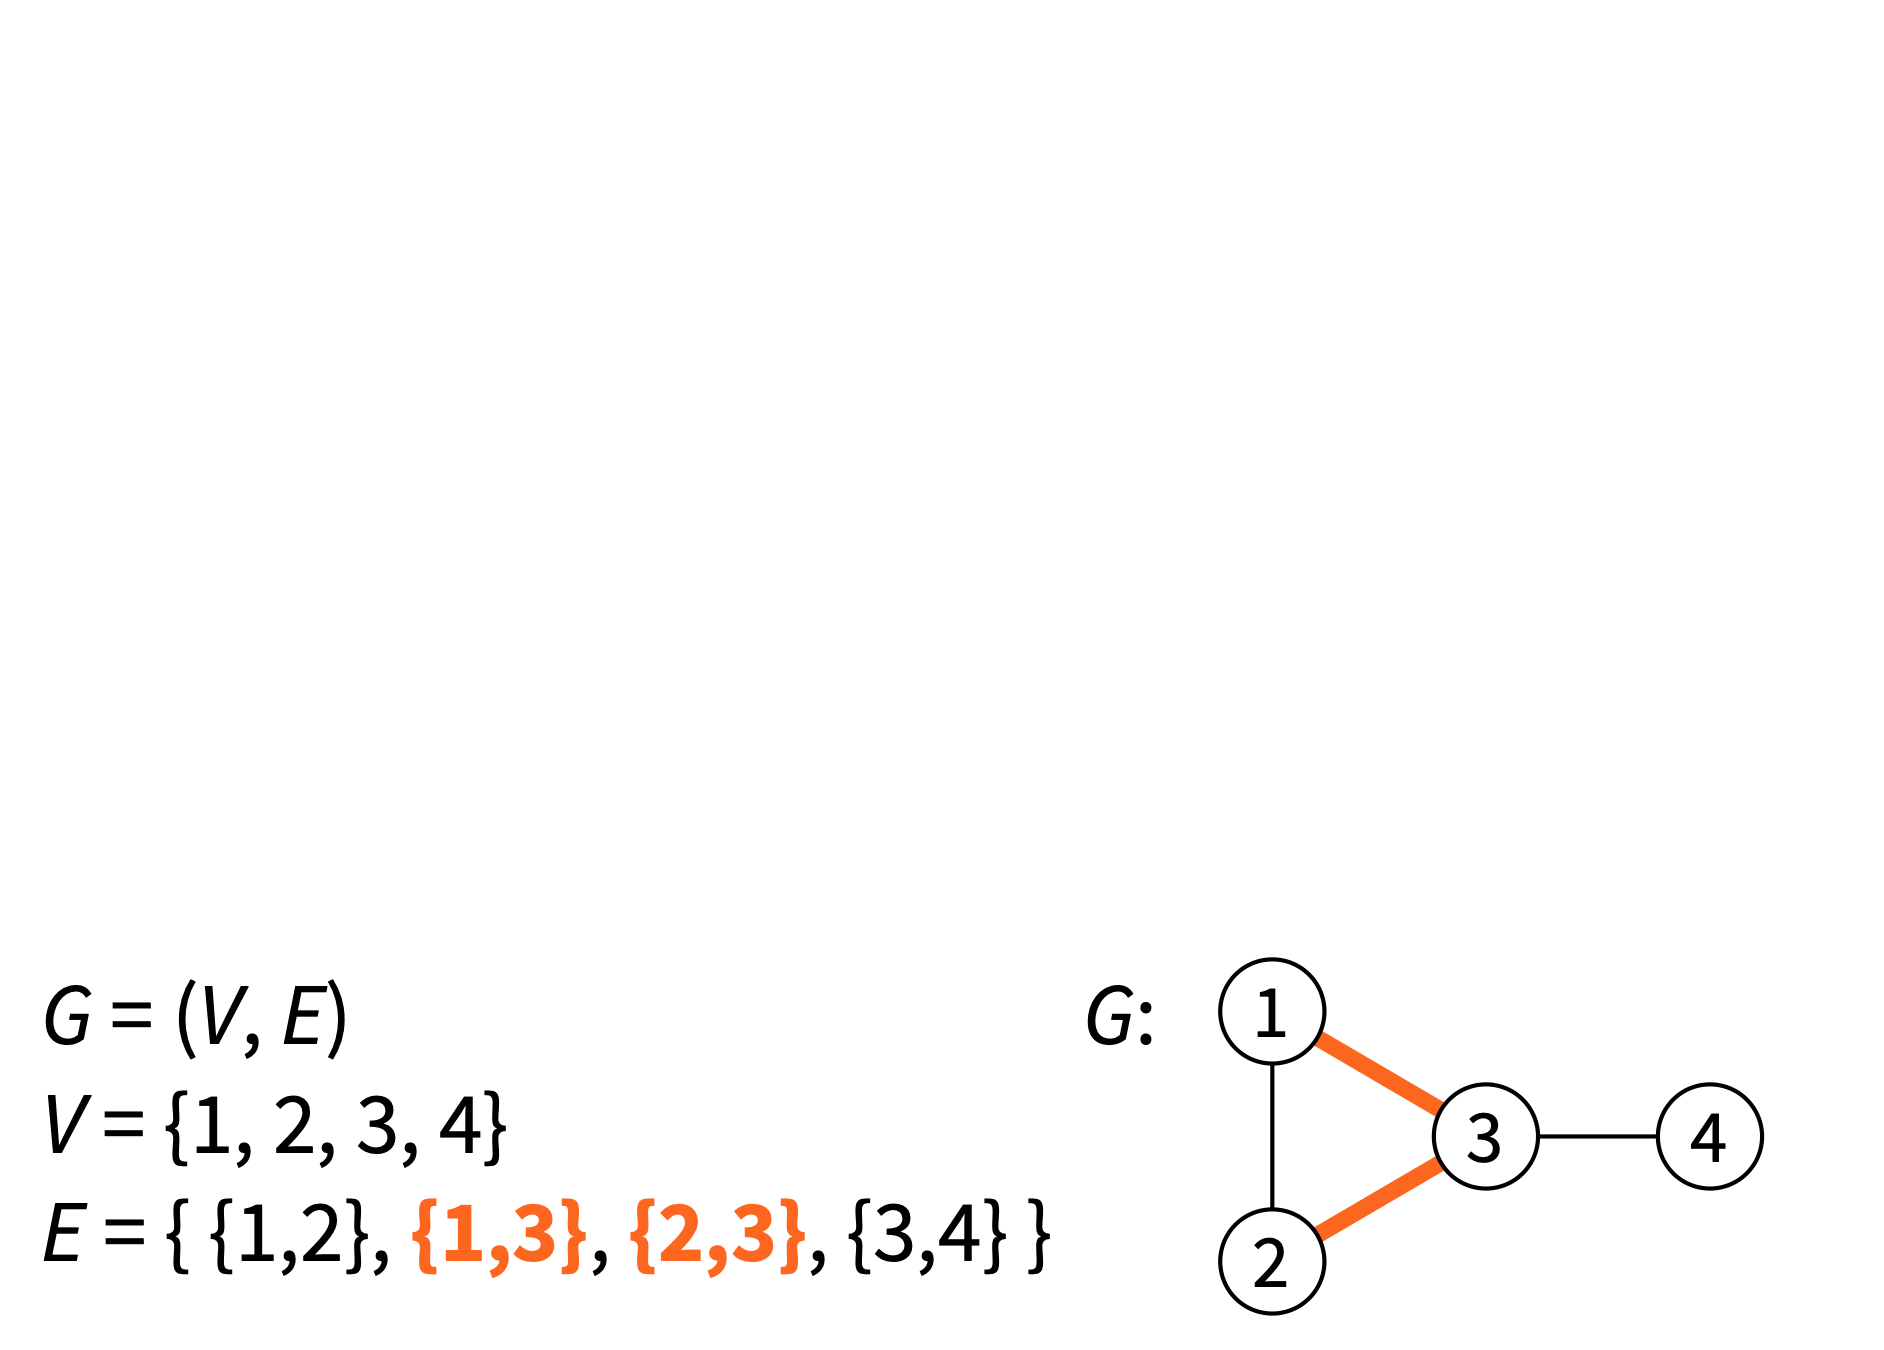 G = (V, E)
V = {1, 2, 3, 4}
E = { {1,2}, {1,3}, {2,3}, {3,4} }
G:
1
2
3
4